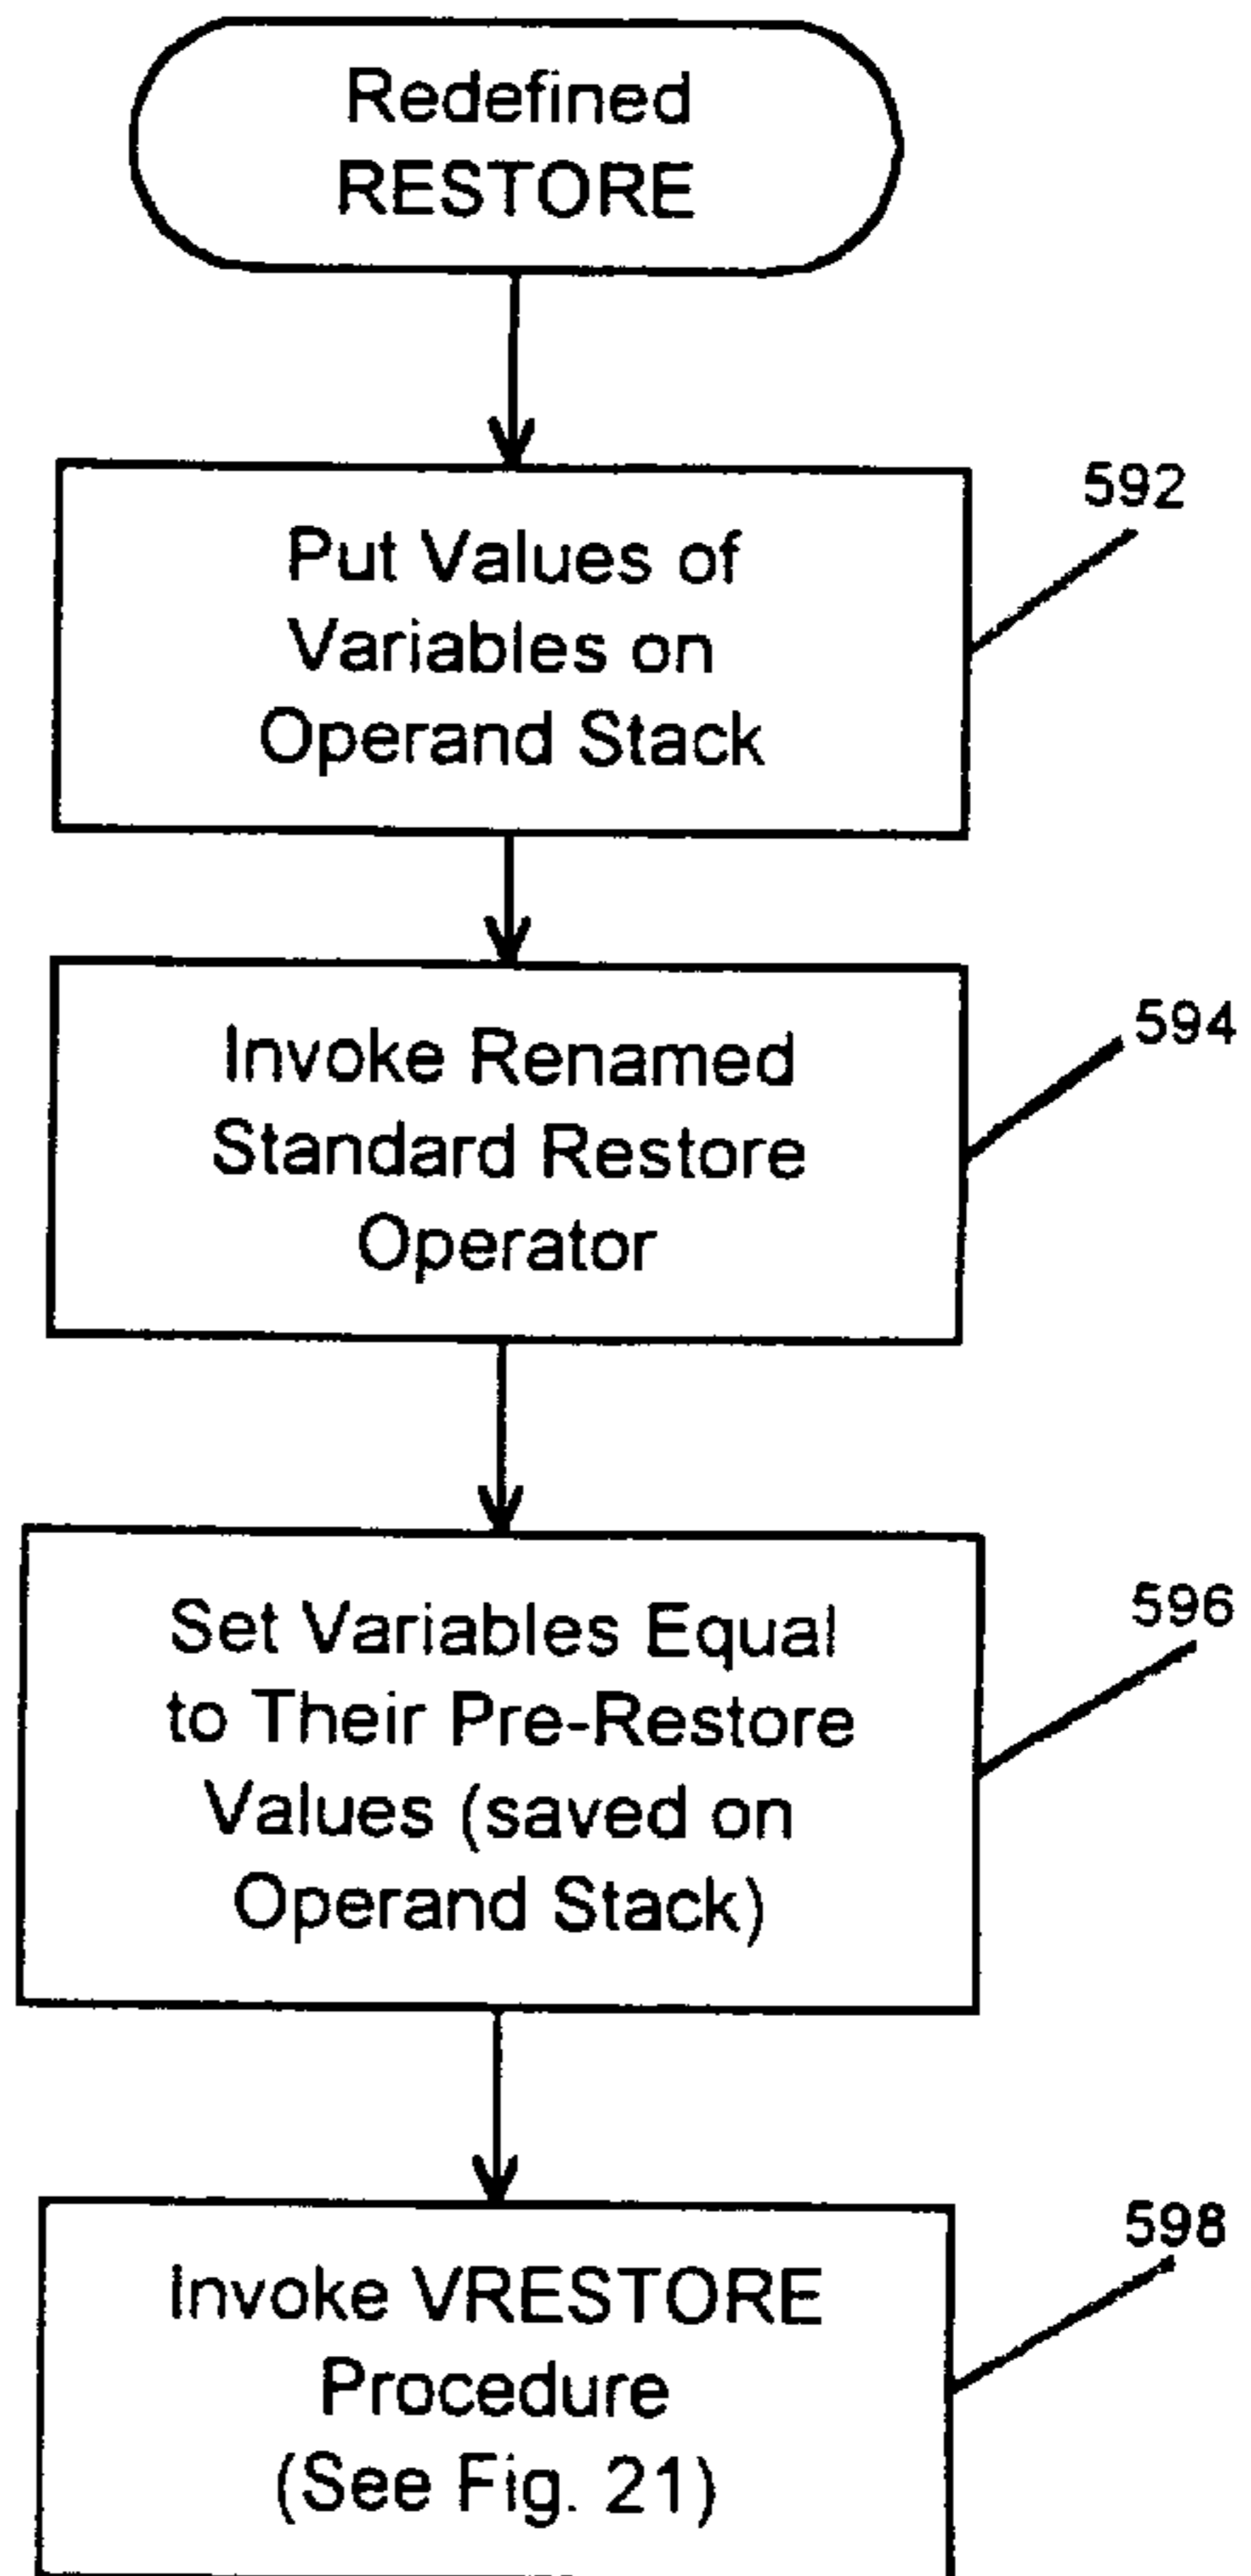 Redefined
RESTORE
592
Put Values of
Variables on
Operand Stack
594
Invoke Renamed
Standard Restore
Operator
596
Set Variables Equal
to Their Pre-Restore
Values (saved on
Operand Stack)
598
Invoke VRESTORE
Procedure
(See Fig. 21)